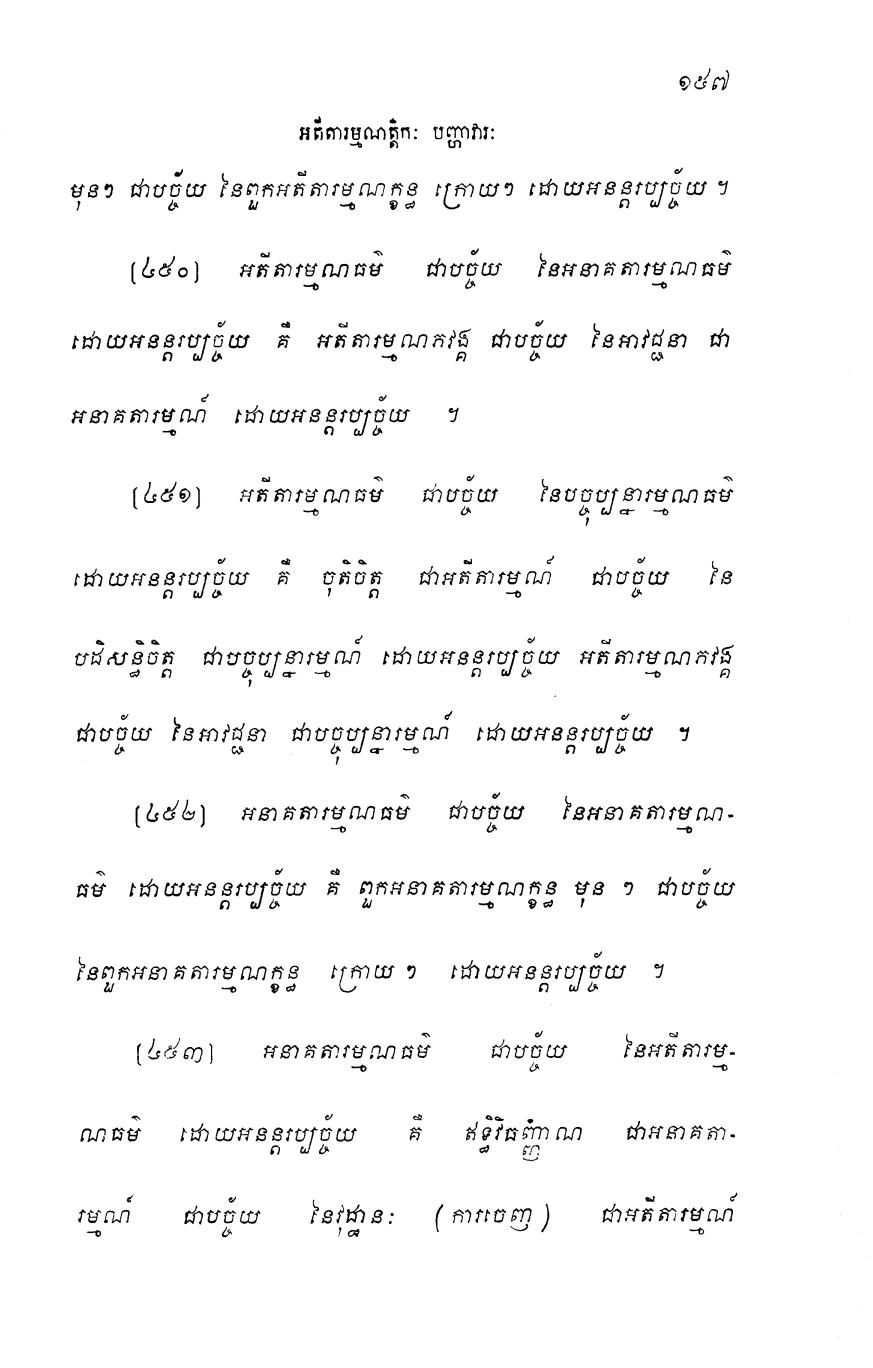 ១៥៧
អតីតារម្មណត្តិកៈ បញ្ហាវារៈ
មុនៗ ជាបច្ច័យ នៃពួកអតីតារម្មណក្ខន្ធ ក្រោយៗ ដោយអនន្តរប្បច្ច័យ ។
[៤៥០] អតីតារម្មណធម៌ ជាបច្ច័យ នៃអនាគតារម្មណធម៌
ដោយអនន្តរប្បច្ច័យ គឺ អតីតារម្មណភវង្គ ជាបច្ច័យ នៃអាវជ្ជនា ជា
អនាគតារម្មណ៍ ដោយអនន្តរប្បច្ច័យ ។
[៤៥១] អតីតារម្មណធម៌ ជាបច្ច័យ នៃបច្ចុប្បន្នារម្មណធម៌
ដោយអនន្តរប្បច្ច័យ គឺ ចុតិចិត្ត ជាអតីតារម្មណ៍ ជាបច្ច័យ នៃ
បដិសន្ធិចិត្ត ជាបច្ចុប្បន្នារម្មណ៍ ដោយអនន្តរប្បច្ច័យ អតីតារម្មណភវង្គ
ជាបច្ច័យ នៃអាវជ្ជនា ជាបច្ចុប្បន្នារម្មណ៍ ដោយអនន្តរប្បច្ច័យ ។
[៤៥២] អនាគតារម្មណធម៌ ជាបច្ច័យ នៃអនាគតារម្មណ-
ធម៌ ដោយអនន្តរប្បច្ច័យ គឺ ពួកអនាគតារម្មណក្ខន្ធ មុន ៗ ជាបច្ច័យ
នៃពួកអនាគតារម្មណក្ខន្ធ ក្រោយ ៗ ដោយអនន្តរប្បច្ច័យ ។
[៤៥៣] អនាគតារម្មណធម៌ ជាបច្ច័យ នៃអតីតារម្ម-
ណធម៌ ដោយអនន្តរប្បច្ច័យ គឺ ឥទ្ធិវិធញ្ញាណ ជាអនាគតា-
រម្មណ៍ ជាបច្ច័យ នៃវុដ្ឋានៈ (ការចេញ) ជាអតីតារម្មណ៍